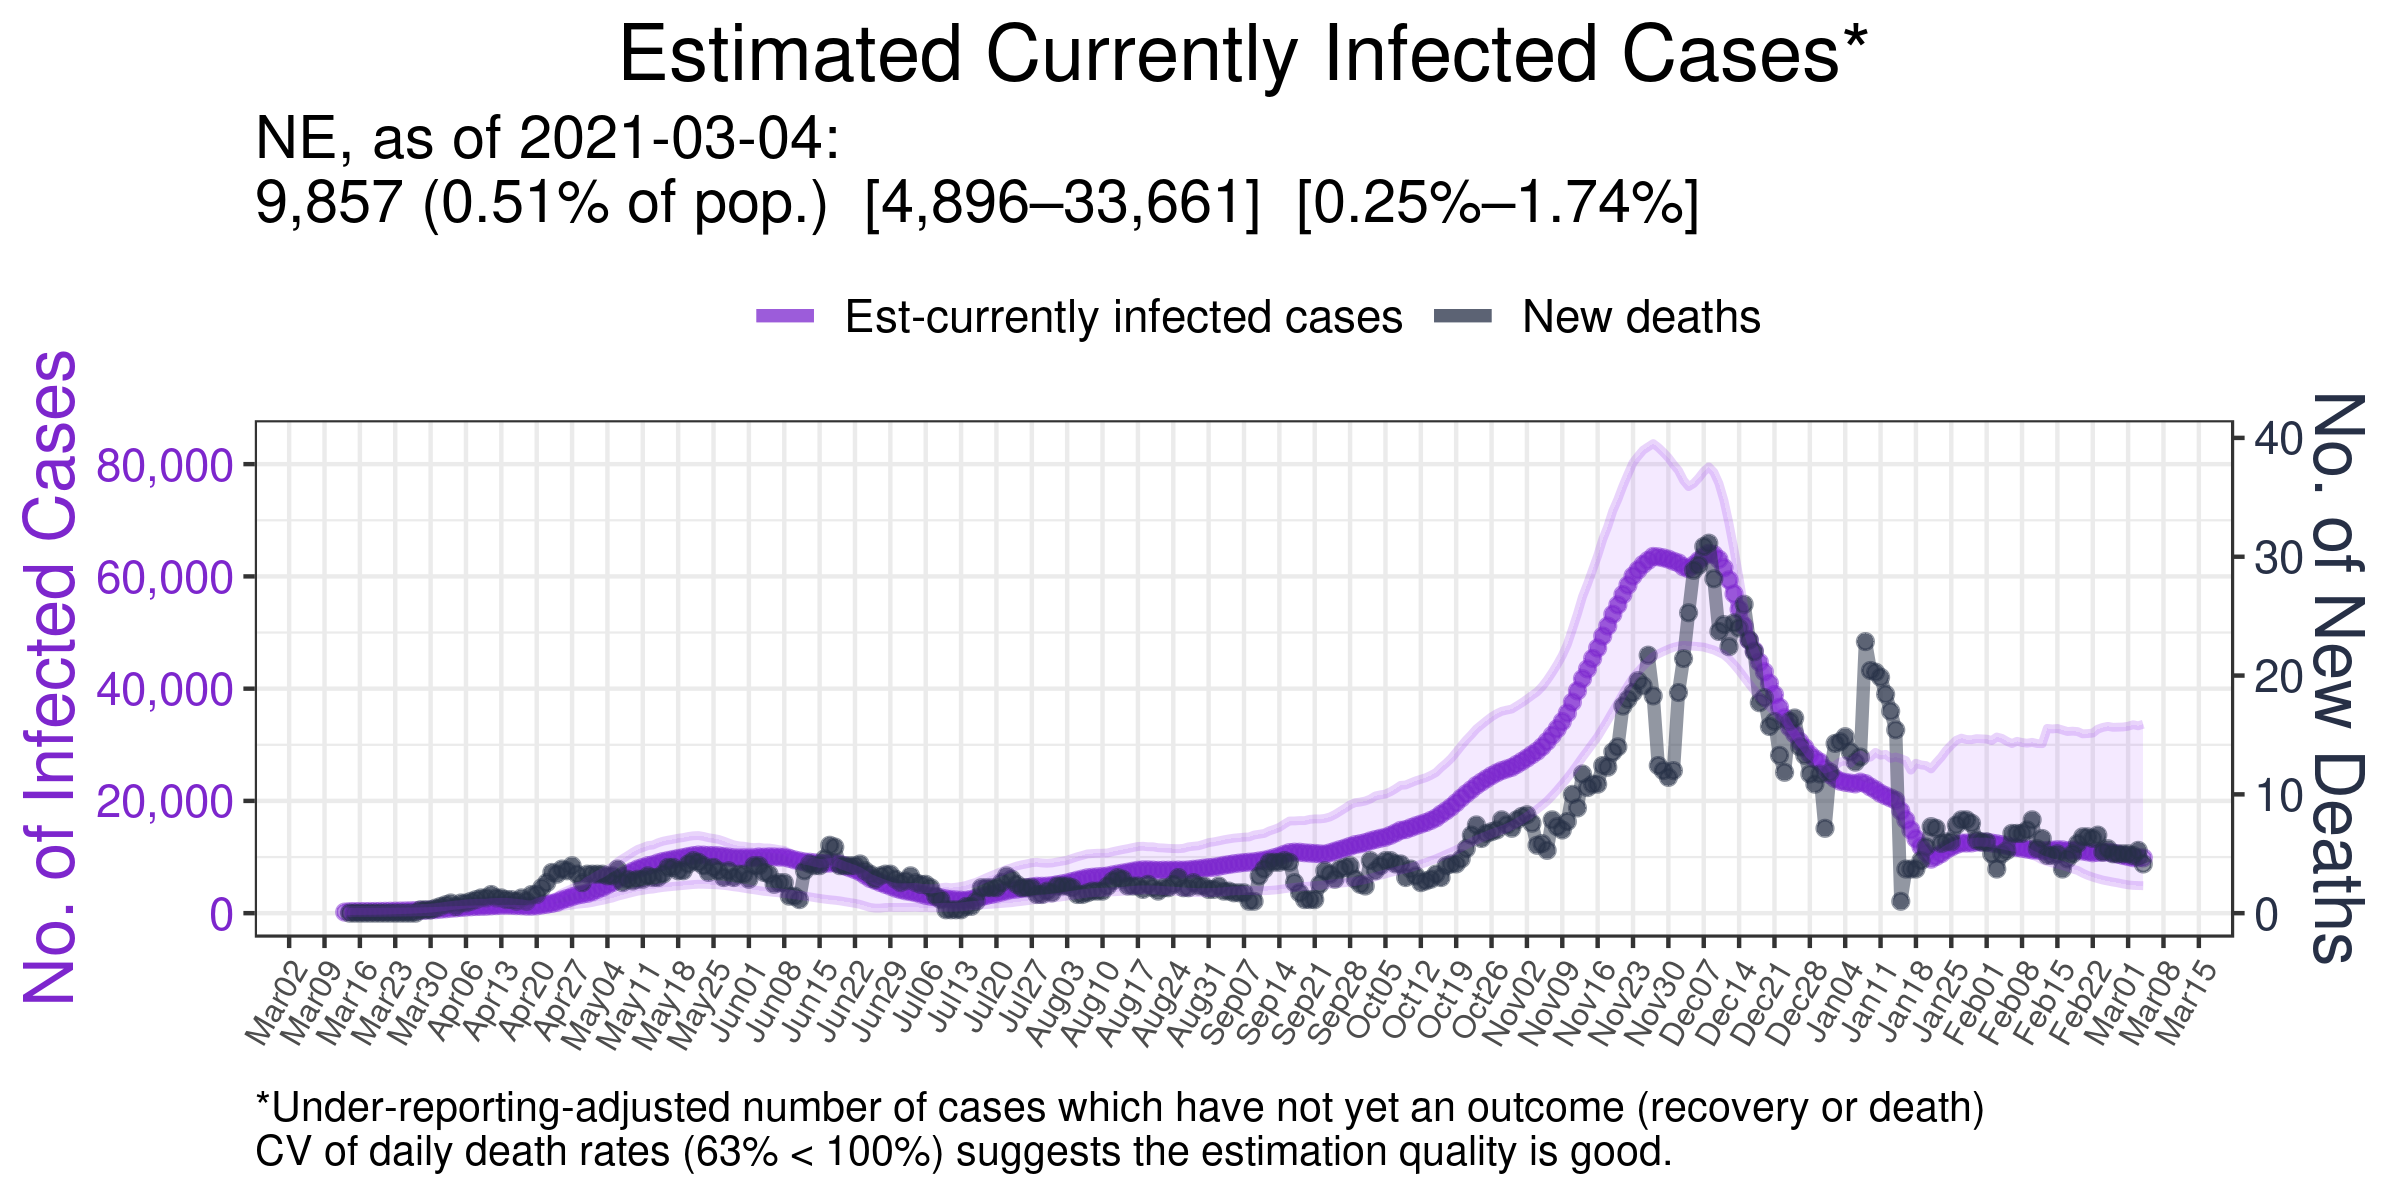 Estimated Currently Infected Cases*
NE, as of 2021-03-04:
9,857 (0.51% of pop.)  [4,896–33,661]  [0.25%–1.74%]
Est-currently infected cases
New deaths
No. of Infected Cases
80,000
60,000
40,000
20,000
0
40
30
20
10
0
No. of New Deaths
Mar02
Mar09
Mar16
Mar23
Mar30
Apr06
Apr13
Apr20
Apr27
May04
May11
May18
May25
Jun01
Jun08
Jun15
Jun22
Jun29
Jul06
Jul13
Jul20
Jul27
Aug03
Aug10
Aug17
Aug24
Aug31
Sep07
Sep14
Sep21
Sep28
Oct05
Oct12
Oct19
Oct26
Nov02
Nov09
Nov16
Nov23
Nov30
Dec07
Dec14
Dec21
Dec28
Jan04
Jan11
Jan18
Jan25
Feb01
Feb08
Feb15
Feb22
Mar01
Mar08
Mar15
*Under-reporting-adjusted number of cases which have not yet an outcome (recovery or death)
CV of daily death rates (63% < 100%) suggests the estimation quality is good.